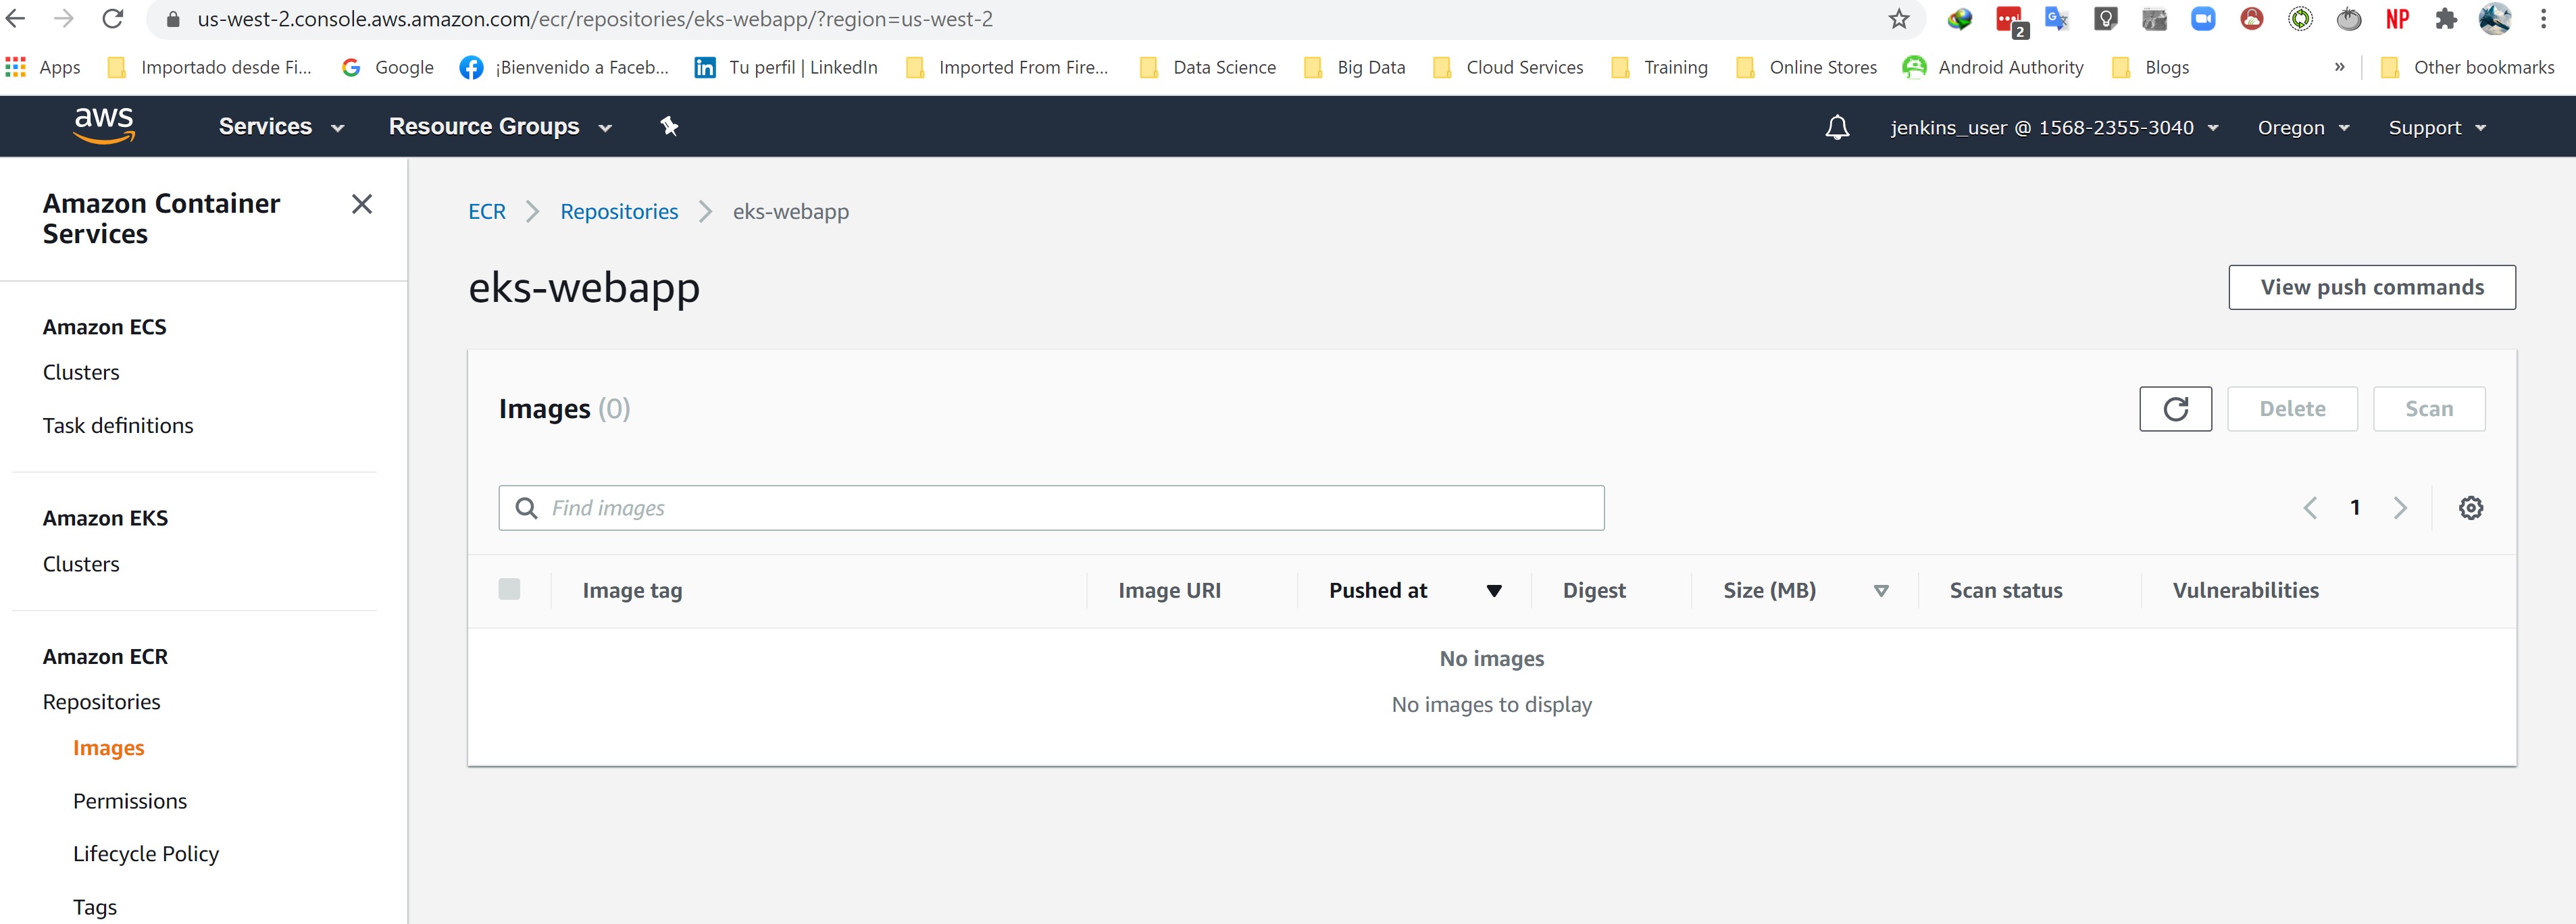 us-west-2.console.aws.amazon.com/ecr/repositories/eks-webapp/?region=us-west-2
2
NP
Apps
Importado desde Fi...
Google
¡Bienvenido a Faceb...
Tu perfil | LinkedIn
Imported From Fire...
Data Science
Big Data
Cloud Services
Training
Online Stores
Android Authority
Blogs
»
Other bookmarks
aws
Services
Resource Groups
jenkins_user @ 1568-2355-3040
Oregon
Support
Amazon Container
Services
Amazon ECS
Clusters
Task definitions
Amazon EKS
Clusters
Amazon ECR
Repositories
Images
Permissions
Lifecycle Policy
Tags
ECR > Repositories > eks-webapp
eks-webapp
View push commands
Images (0)
Delete
Scan
Find images
1
Image tag
Image URI
Pushed at
Digest
Size (MB)
Scan status
Vulnerabilities
No images
No images to display